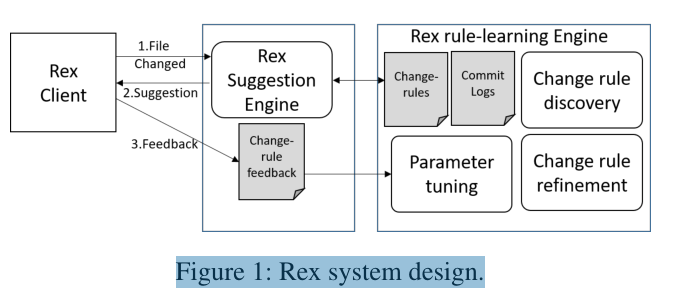 Rex
Client
1.File
Changed
2.Suggestion
3.Feedback
Rex
Suggestion
Engine
Change-
rule
feedback
Rex rule-learning Engine
Change-
rules
Commit
Logs
Change rule
discovery
Parameter
tuning
Change rule
refinement
Figure 1: Rex system design.